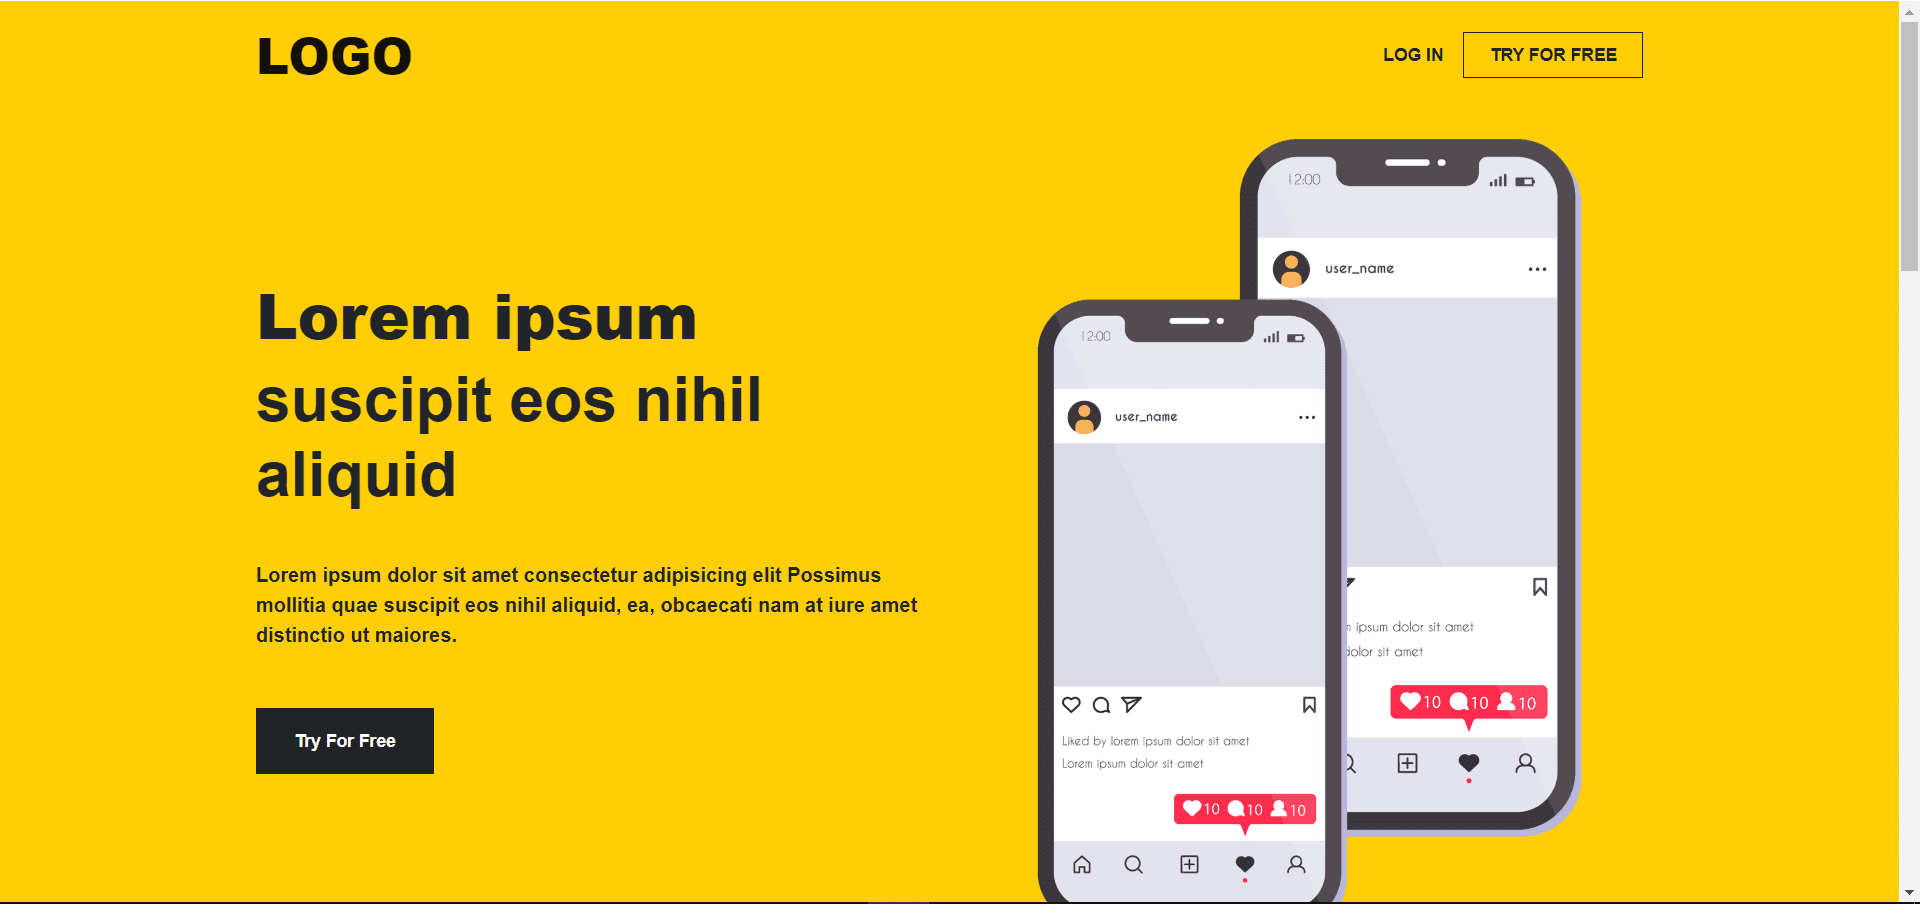 LOGO
LOG IN
TRY FOR FREE
Lorem ipsum
suscipit eos nihil
aliquid
Lorem ipsum dolor sit amet consectetur adipisicing elit Possimus
mollitia quae suscipit eos nihil aliquid, ea, obcaecati nam at iure amet
distinctio ut maiores.
Try For Free
12:00
user_name
ipsum dolor sit amet
dolor sit amet
10 10 10
12:00
user_name
Liked by lorem ipsum dolor sit amet
Lorem ipsum dolor sit amet
10 10 10